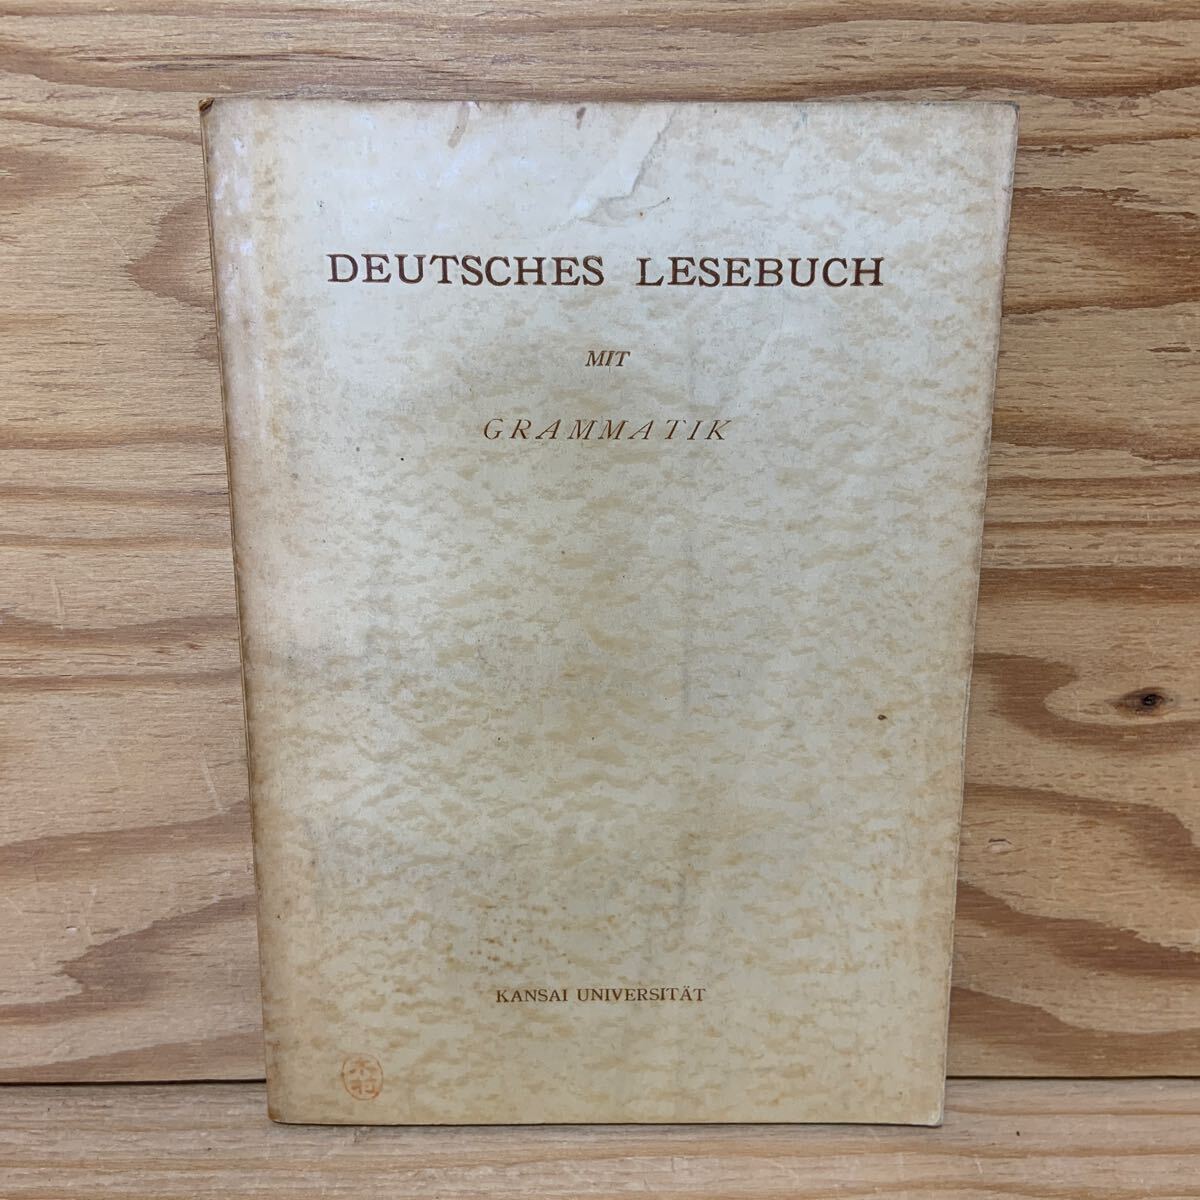 DEUTSCHES LESEBUCH
MIT
GRAMMATIK
KANSAI UNIVERSITÄT